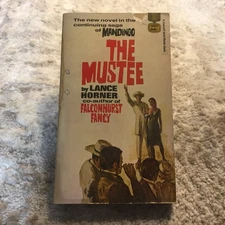 The new novel in the
continuing saga
of MANDINGO
THE
MUSTEE
by LANCE
HORNER
co-author of
FALCONHURST
FANCY